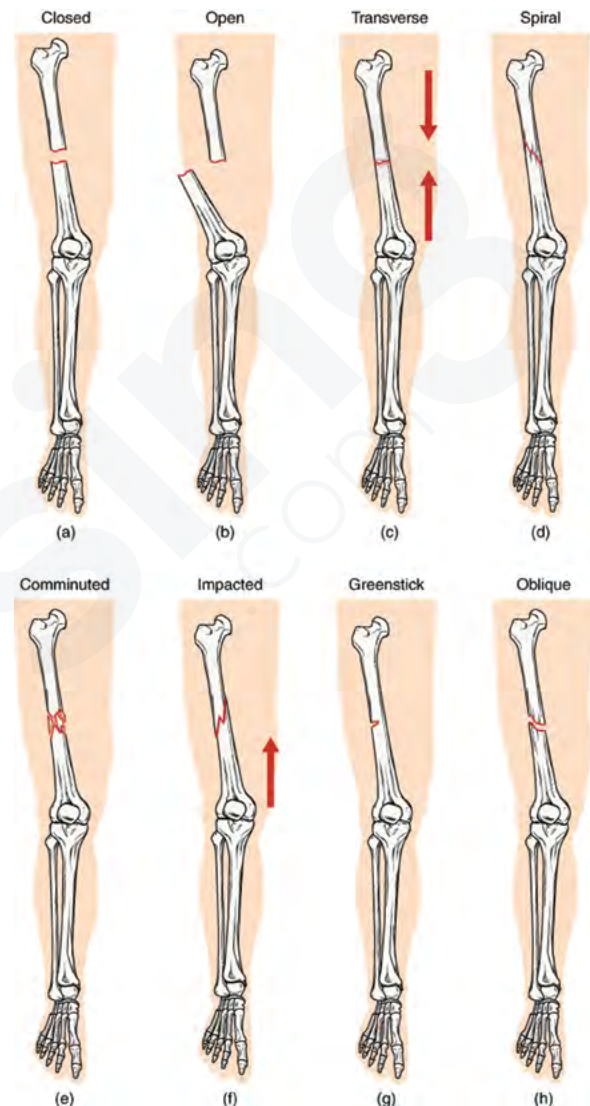 Closed Open Transverse Spiral
(a) (b) (c) (d)
Comminuted Impacted Greenstick Oblique
(e) (f) (g) (h)